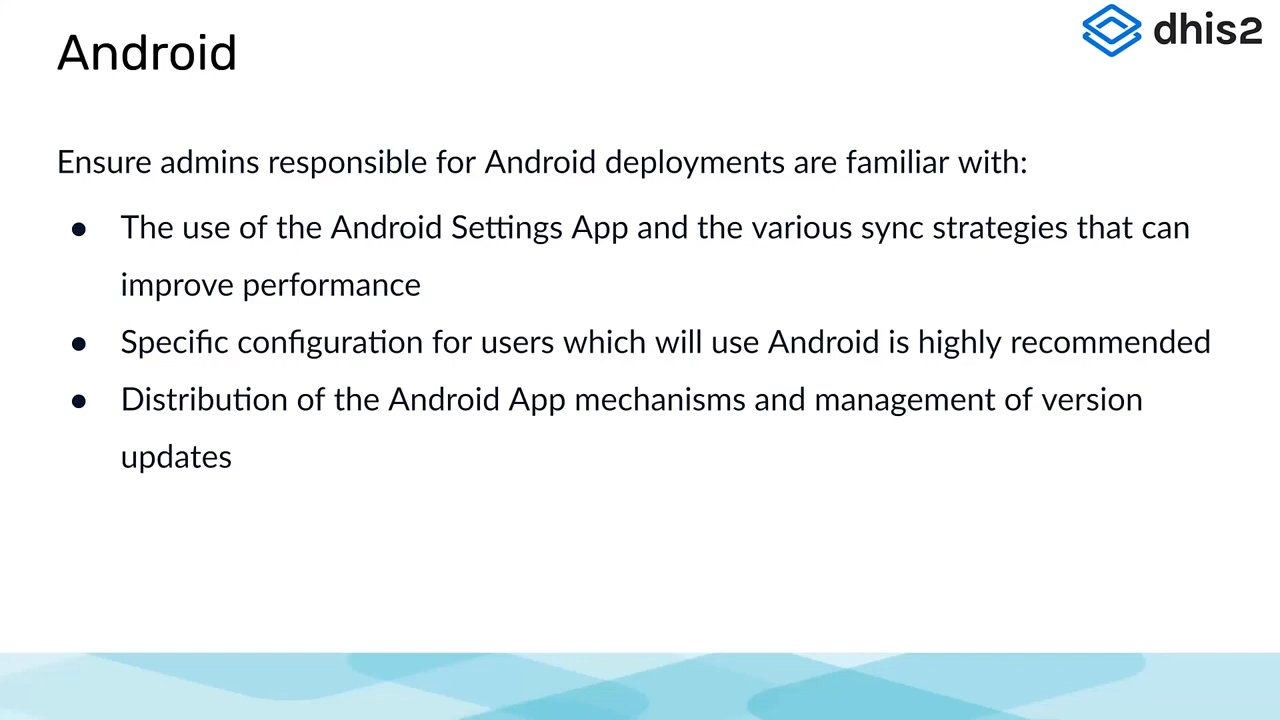 Android
dhis2
Ensure admins responsible for Android deployments are familiar with:
● The use of the Android Settings App and the various sync strategies that can
improve performance
● Specific configuration for users which will use Android is highly recommended
● Distribution of the Android App mechanisms and management of version
updates